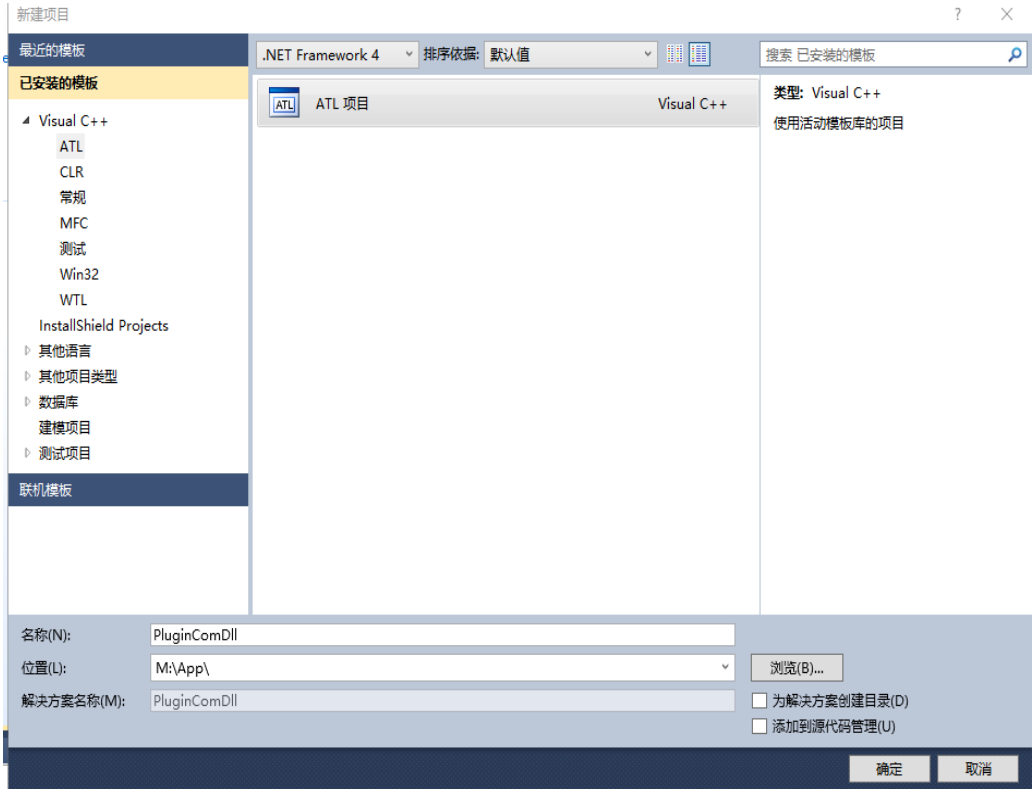 新建项目
?
最近的模板
.NET Framework 4
排序依据:
默认值
搜索 已安装的模板
已安装的模板
ATL
ATL 项目
Visual C++
类型: Visual C++
使用活动模板库的项目
Visual C++
ATL
CLR
常规
MFC
测试
Win32
WTL
InstallShield Projects
其他语言
其他项目类型
数据库
建模项目
测试项目
联机模板
名称(N):
PluginComDll
位置(L):
M:\App\
浏览(B)...
解决方案名称(M):
PluginComDll
为解决方案创建目录(D)
添加到源代码管理(U)
确定
取消